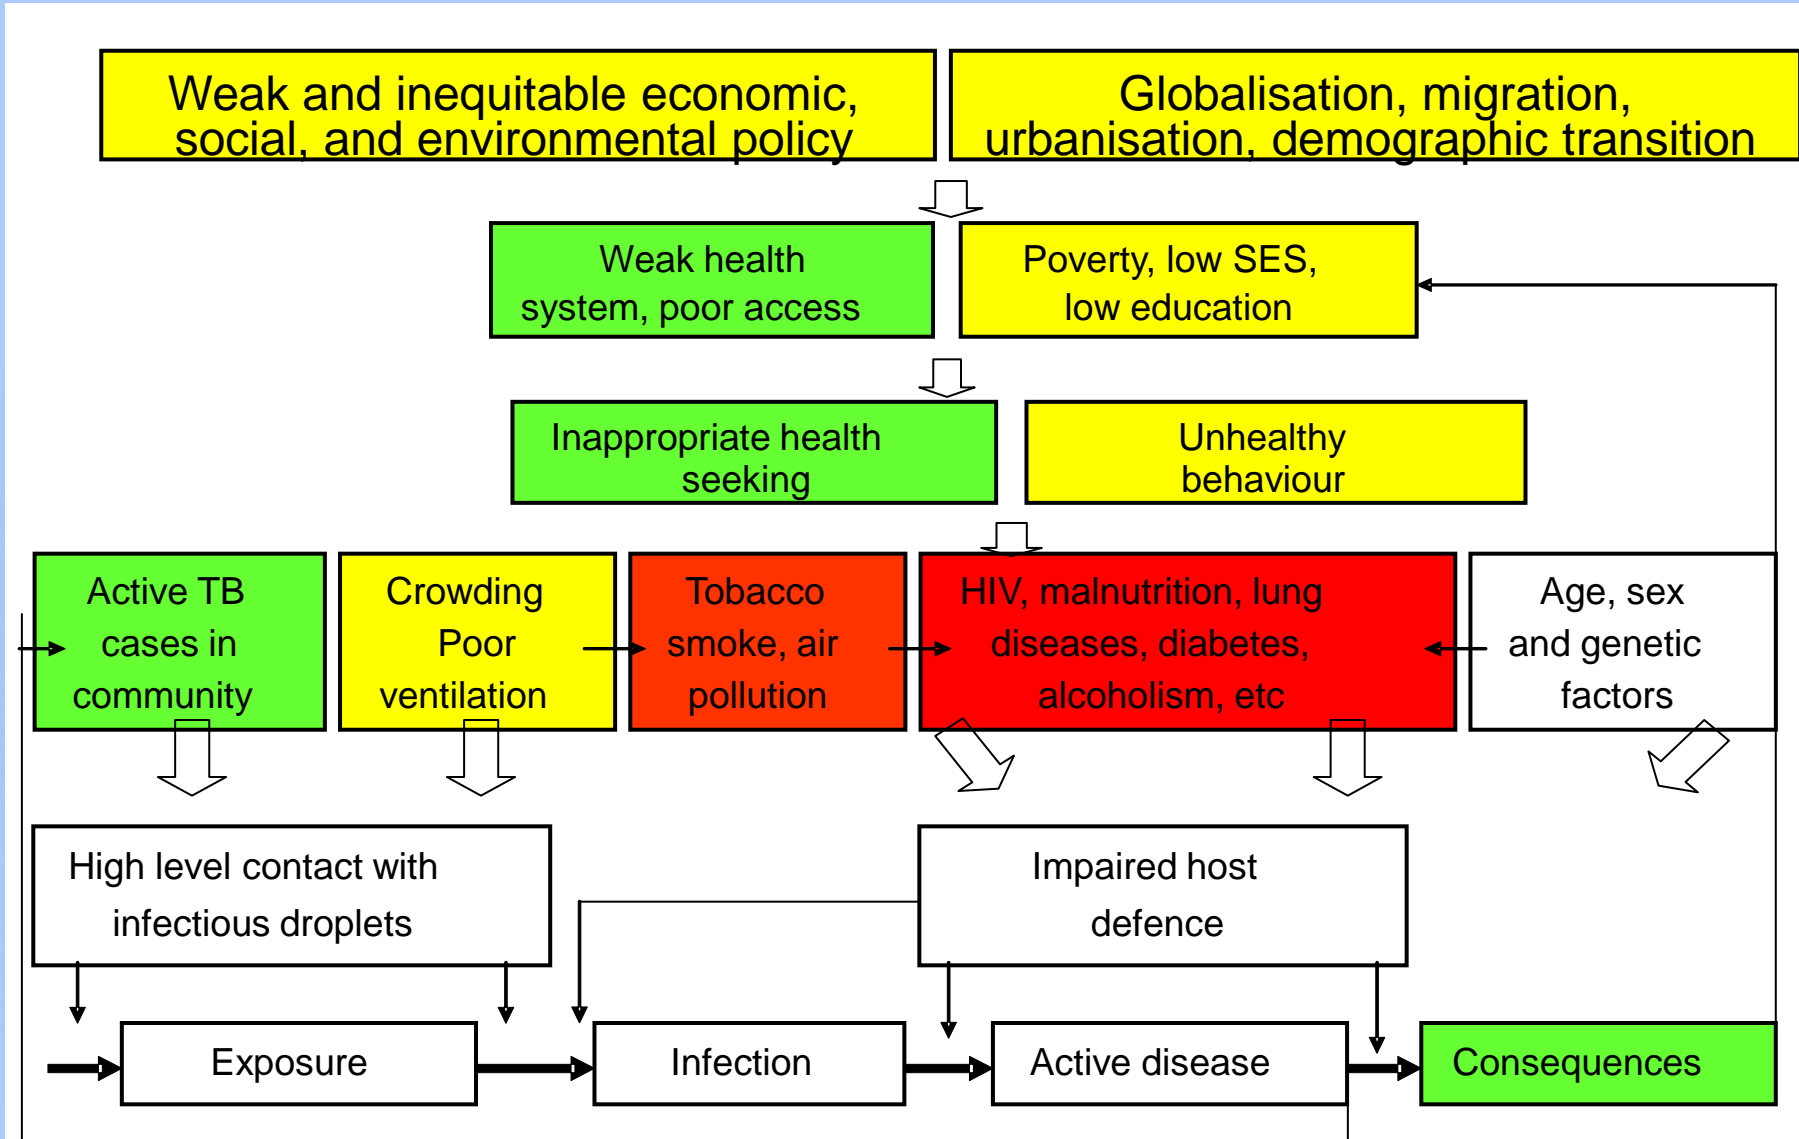 Weak and inequitable economic,
social, and environmental policy
Globalisation, migration,
urbanisation, demographic transition
Weak health
system, poor access
Poverty, low SES,
low education
Inappropriate health
seeking
Unhealthy
behaviour
Active TB
cases in
community
Crowding
Poor
ventilation
Tobacco
smoke, air
pollution
HIV, malnutrition, lung
diseases, diabetes,
alcoholism, etc
Age, sex
and genetic
factors
High level contact with
infectious droplets
Impaired host
defence
Exposure
Infection
Active disease
Consequences